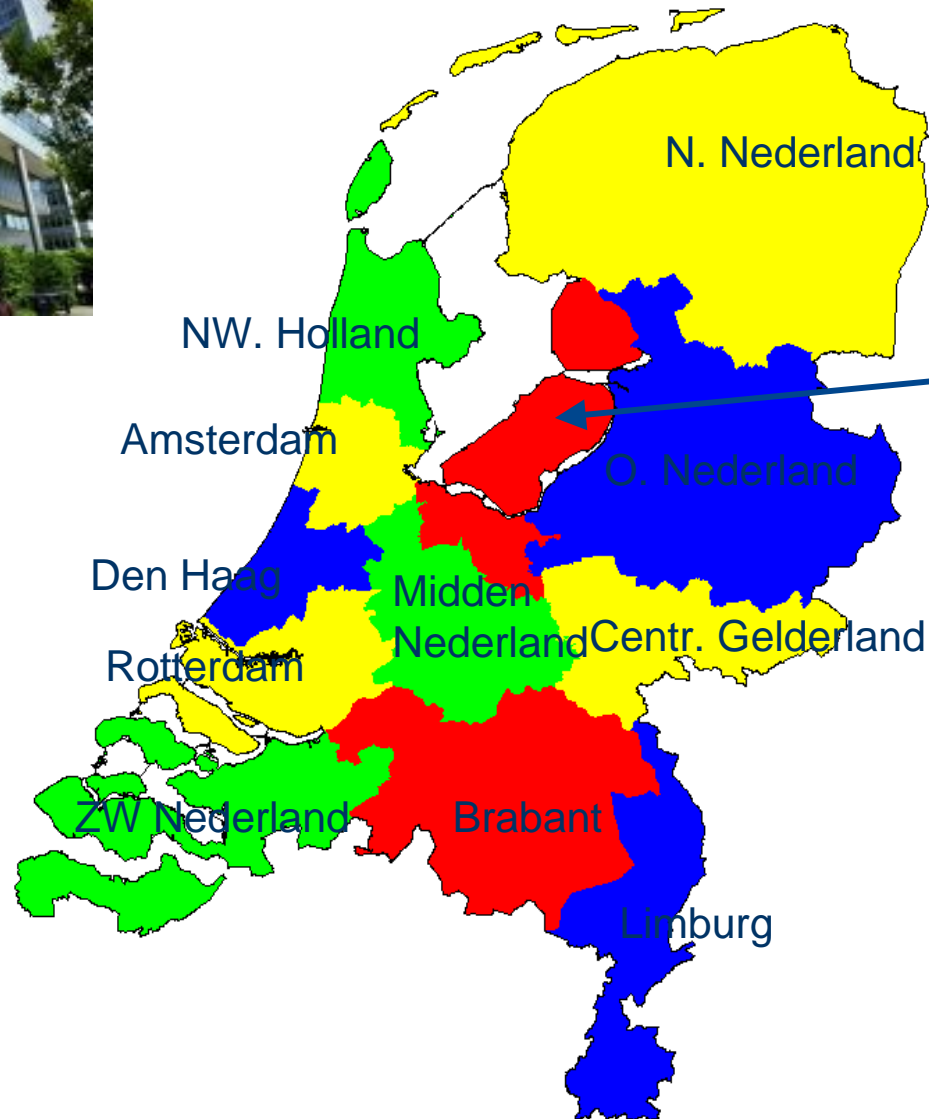 N. Nederland
NW. Holland
Amsterdam
O. Nederland
Den Haag
Midden
Nederland
Centr. Gelderland
Rotterdam
ZW Nederland
Brabant
Limburg